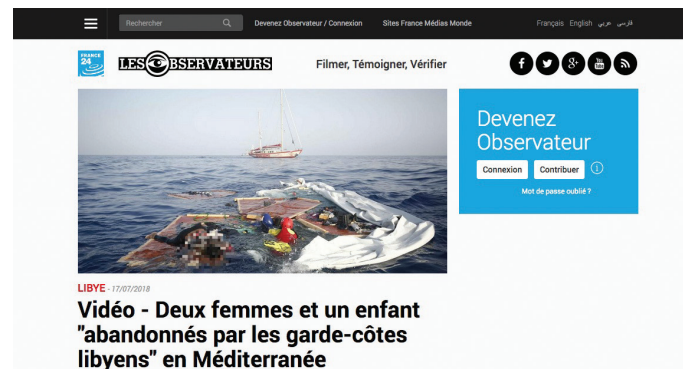 Rechercher
Devenez Observateur / Connexion
Sites France Médias Monde
Français English عربي فارسی
FRANCE
24
LES OBSERVATEURS
Filmer, Témoigner, Vérifier
Devenez
Observateur
Connexion
Contribuer
Mot de passe oublié ?
LIBYE - 17/07/2018
Vidéo - Deux femmes et un enfant
"abandonnés par les garde-côtes
libyens" en Méditerranée